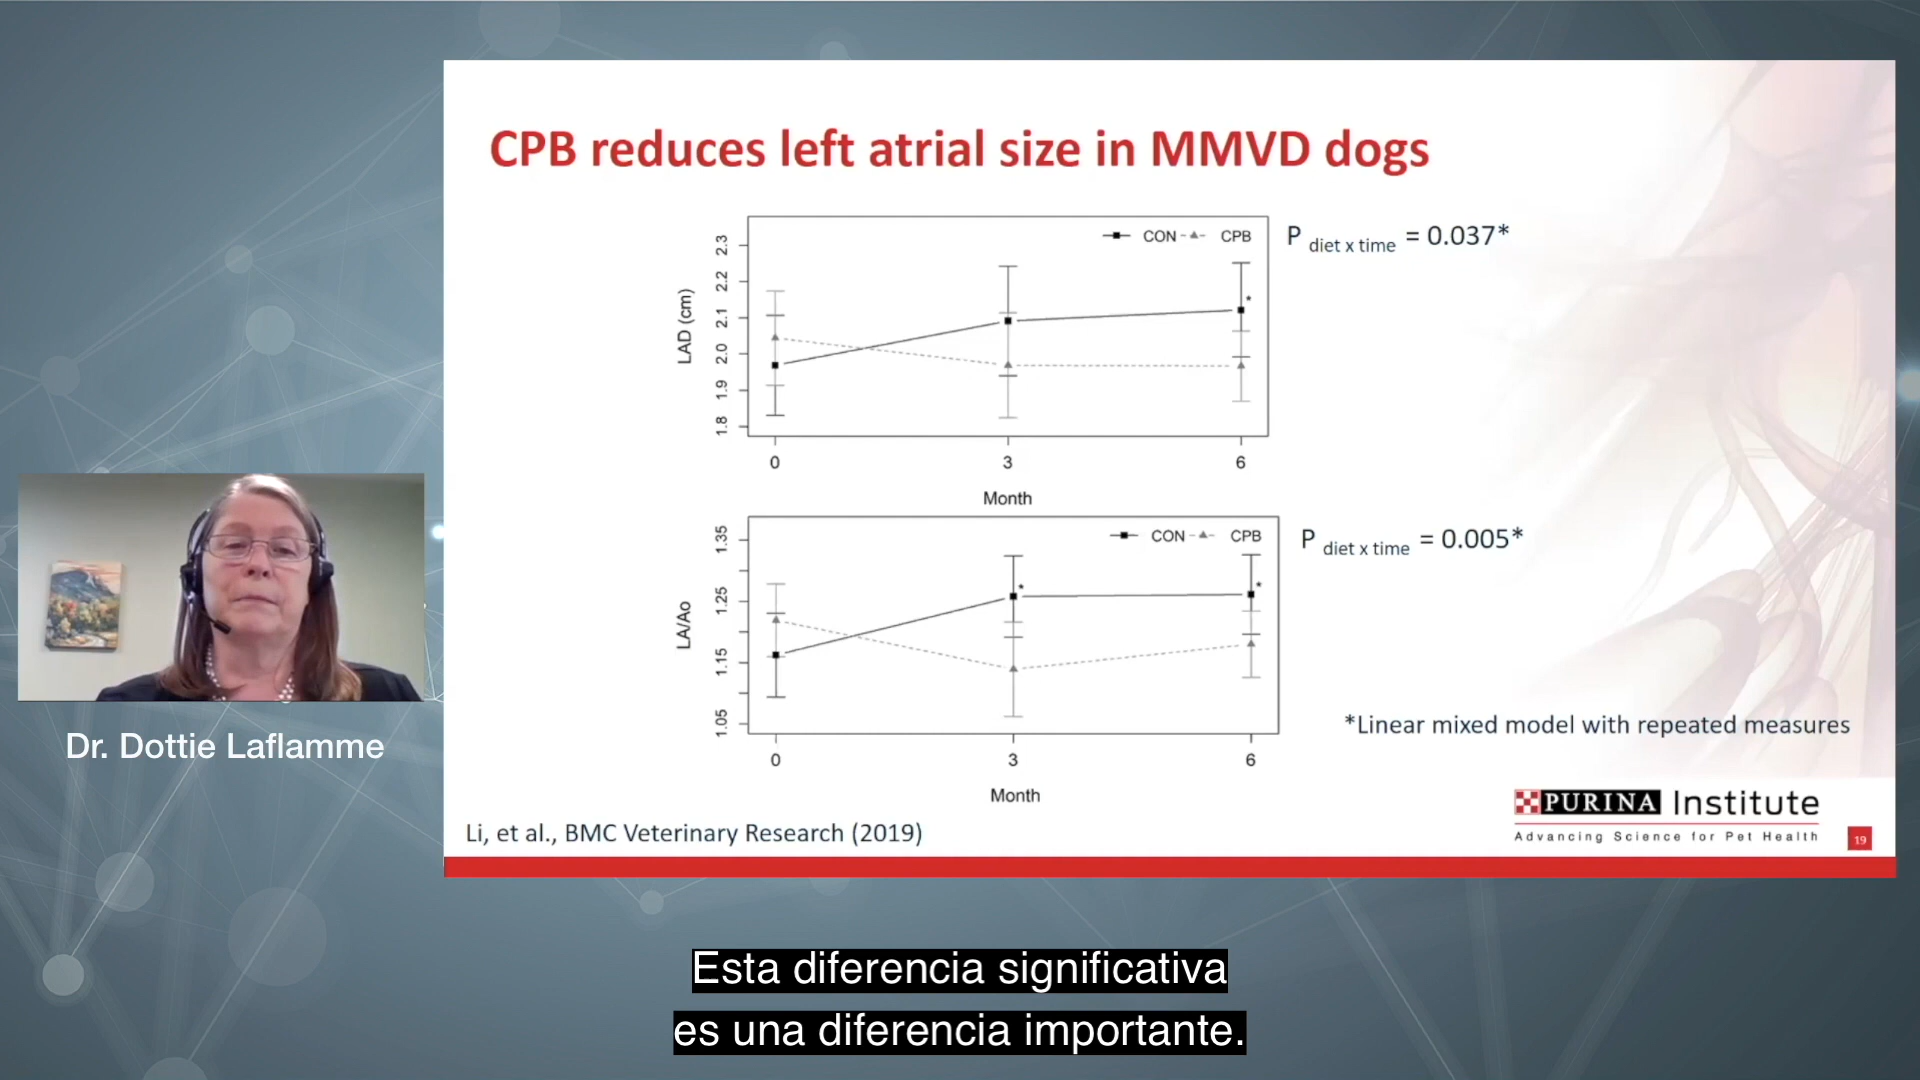 CPB reduces left atrial size in MMVD dogs
CON CPB
P diet x time = 0.037*
LAD (cm)
2.3
2.2
2.1
2.0
1.9
1.8
0 3 6
Month
CON CPB
P diet x time = 0.005*
LA/Ao
1.35
1.25
1.15
1.05
0 3 6
Month
*Linear mixed model with repeated measures
Dr. Dottie Laflamme
PURINA Institute
Advancing Science for Pet Health
19
Li, et al., BMC Veterinary Research (2019)
Esta diferencia significativa
es una diferencia importante.